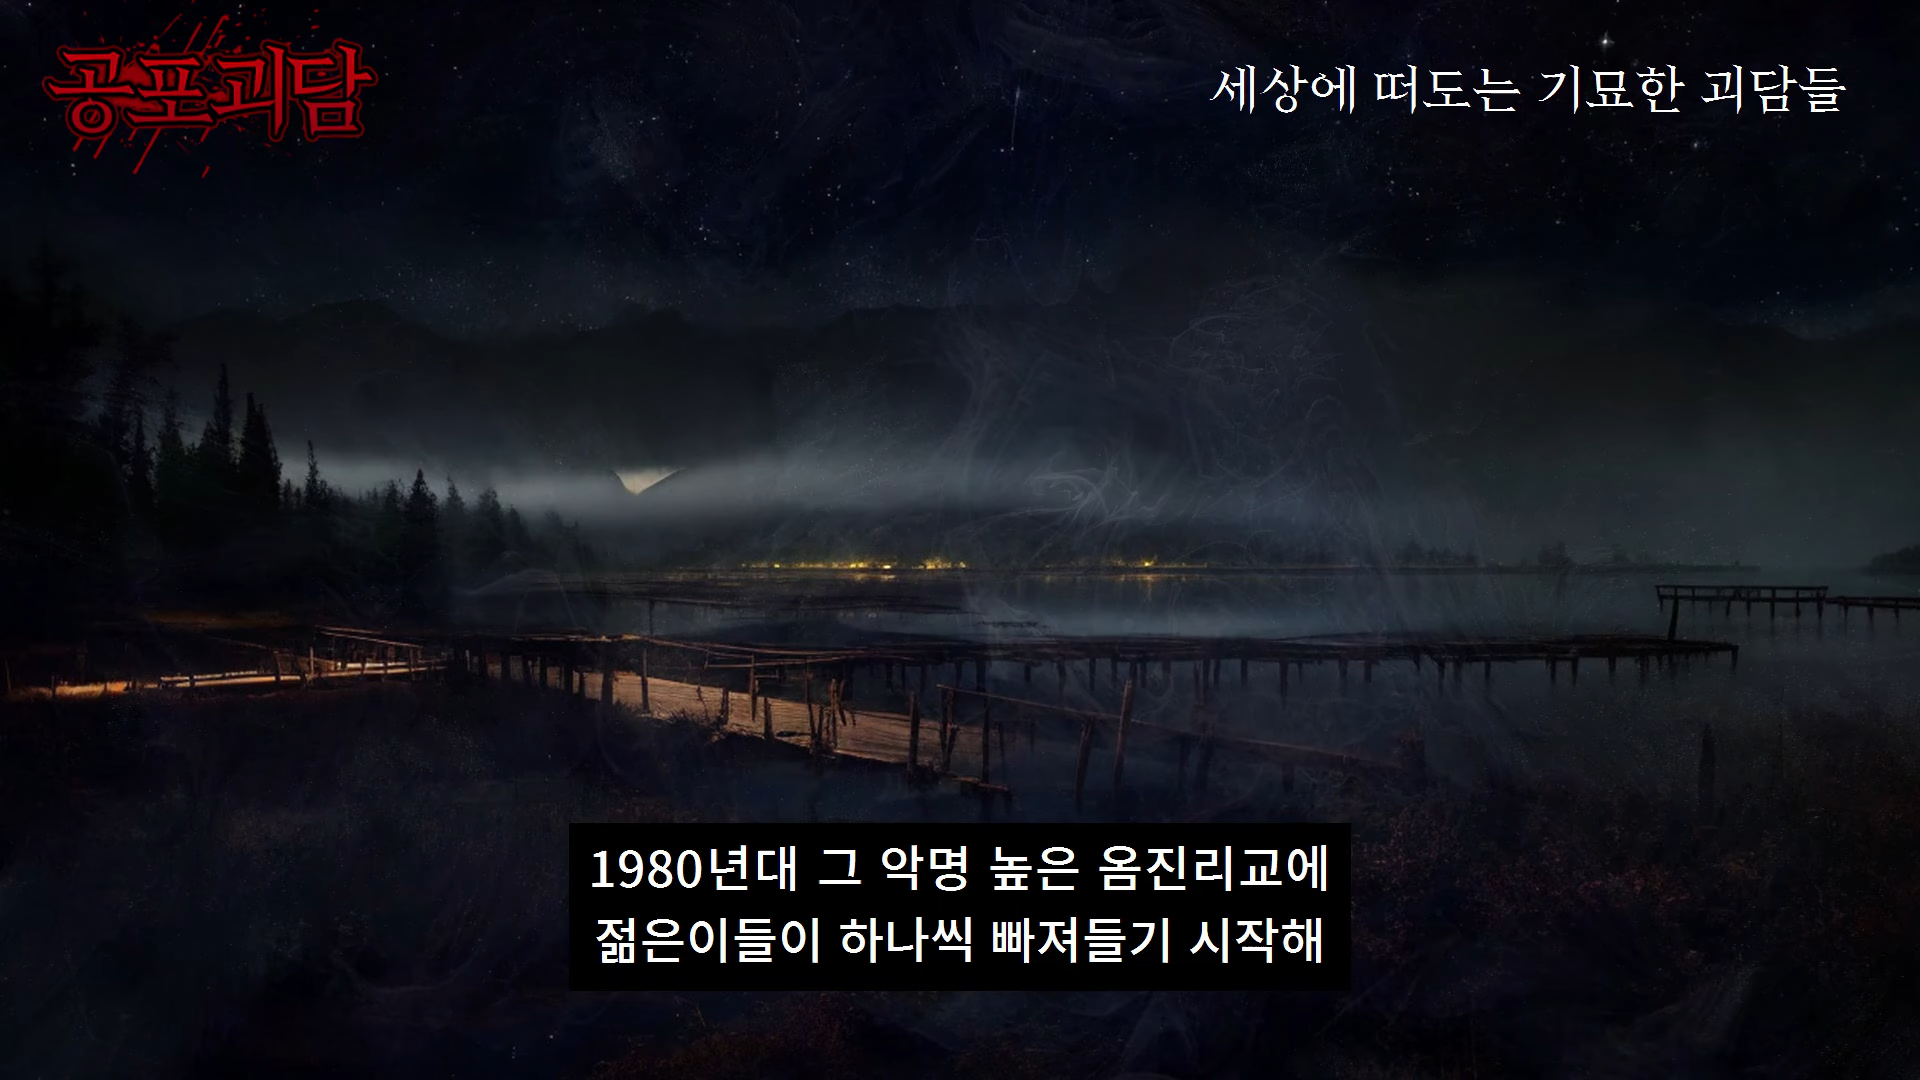 공포괴담
세상에 떠도는 기묘한 괴담들
1980년대 그 악명 높은 옴진리교에
젊은이들이 하나씩 빠져들기 시작해